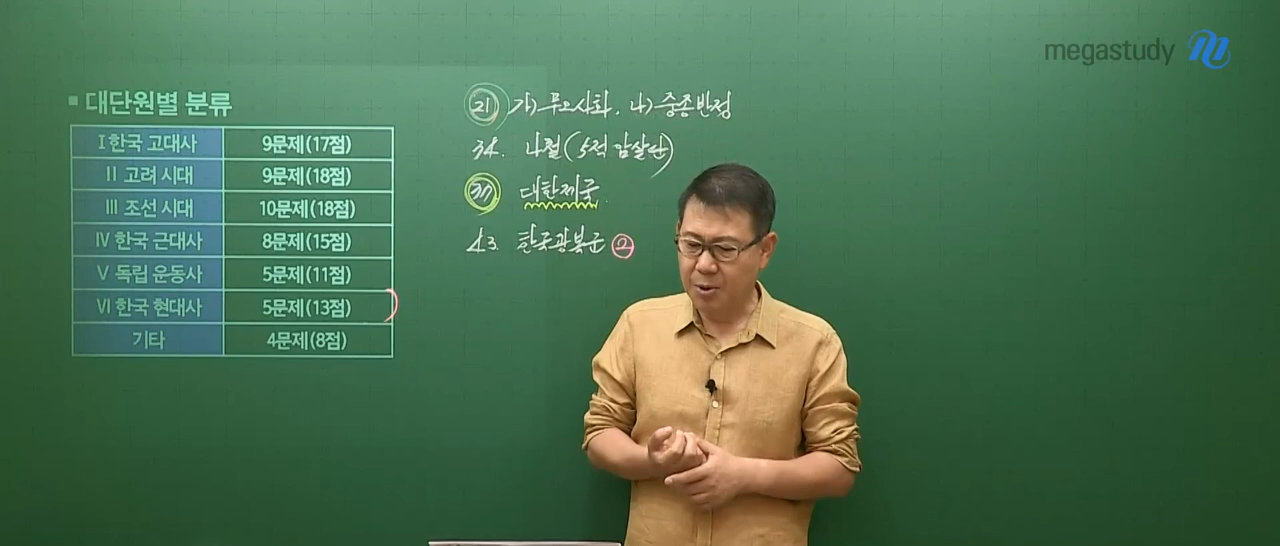 megastudy
▪ 대단원별 분류
Ⅰ 한국 고대사 9문제(17점)
Ⅱ 고려 시대 9문제(18점)
Ⅲ 조선 시대 10문제(18점)
Ⅳ 한국 근대사 8문제(15점)
Ⅴ 독립 운동사 5문제(11점)
Ⅵ 한국 현대사 5문제(13점)
기타 4문제(8점)
21 가) 무오사화, 나) 중종반정
34. 나철(5적 암살단)
37 대한제국
43. 한국광복군 ②